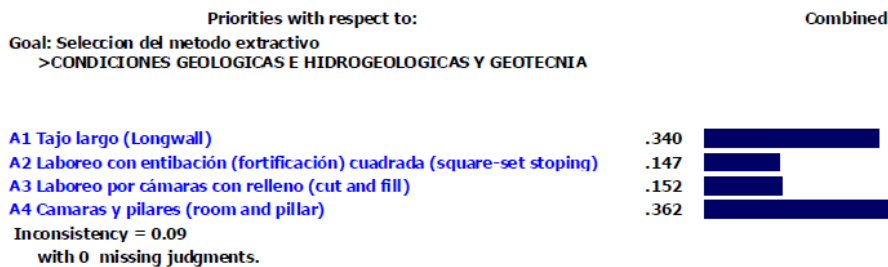 Priorities with respect to: Combined
Goal: Seleccion del metodo extractivo
>CONDICIONES GEOLOGICAS E HIDROGEOLOGICAS Y GEOTECNIA
A1 Tajo largo (Longwall) .340
A2 Laboreo con entibación (fortificación) cuadrada (square-set stoping) .147
A3 Laboreo por cámaras con relleno (cut and fill) .152
A4 Camaras y pilares (room and pillar) .362
Inconsistency = 0.09
with 0 missing judgments.